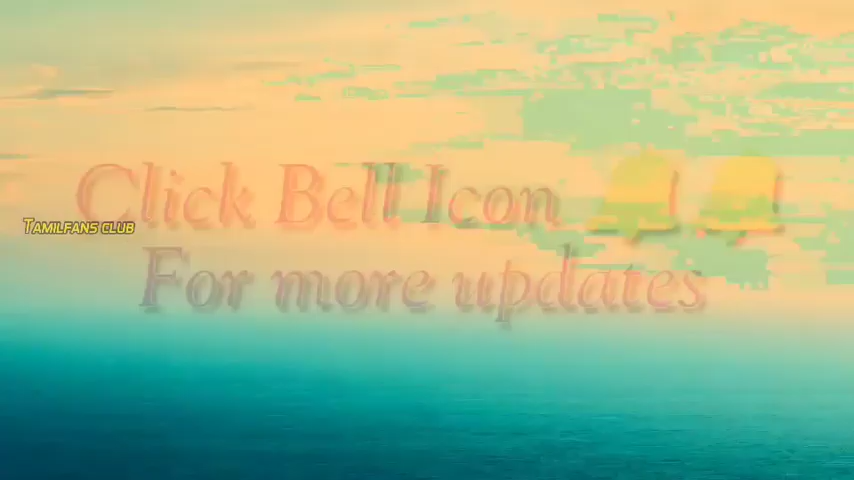 Click Bell Icon 🔔🔔
TAMILFANS CLUB
For more updates